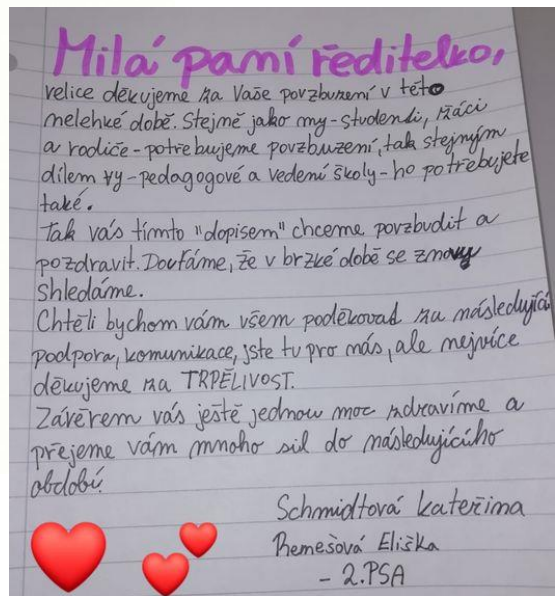 Milá paní ředitelko,
velice děkujeme za Vaše povzbuzení v této
nelehké době. Stejně jako my-studenti, žáci
a rodiče-potřebujeme povzbuzení, tak stejným
dílem vy-pedagogové a vedení školy-ho potřebujete
také.
Tak vás tímto "dopisem" chceme povzbudit a
pozdravit. Doufáme, že v brzké době se znovu
shledáme.
Chtěli bychom vám všem poděkovad za následující
podpora, komunikace, jste tu pro nás, ale nejvíce
děkujeme za TRPĚLIVOST.
Závěrem vás ještě jednou moc zdravíme a
přejeme vám mnoho sil do následujícího
období.
Schmidtová Kateřina
Remešová Eliška
- 2.PSA